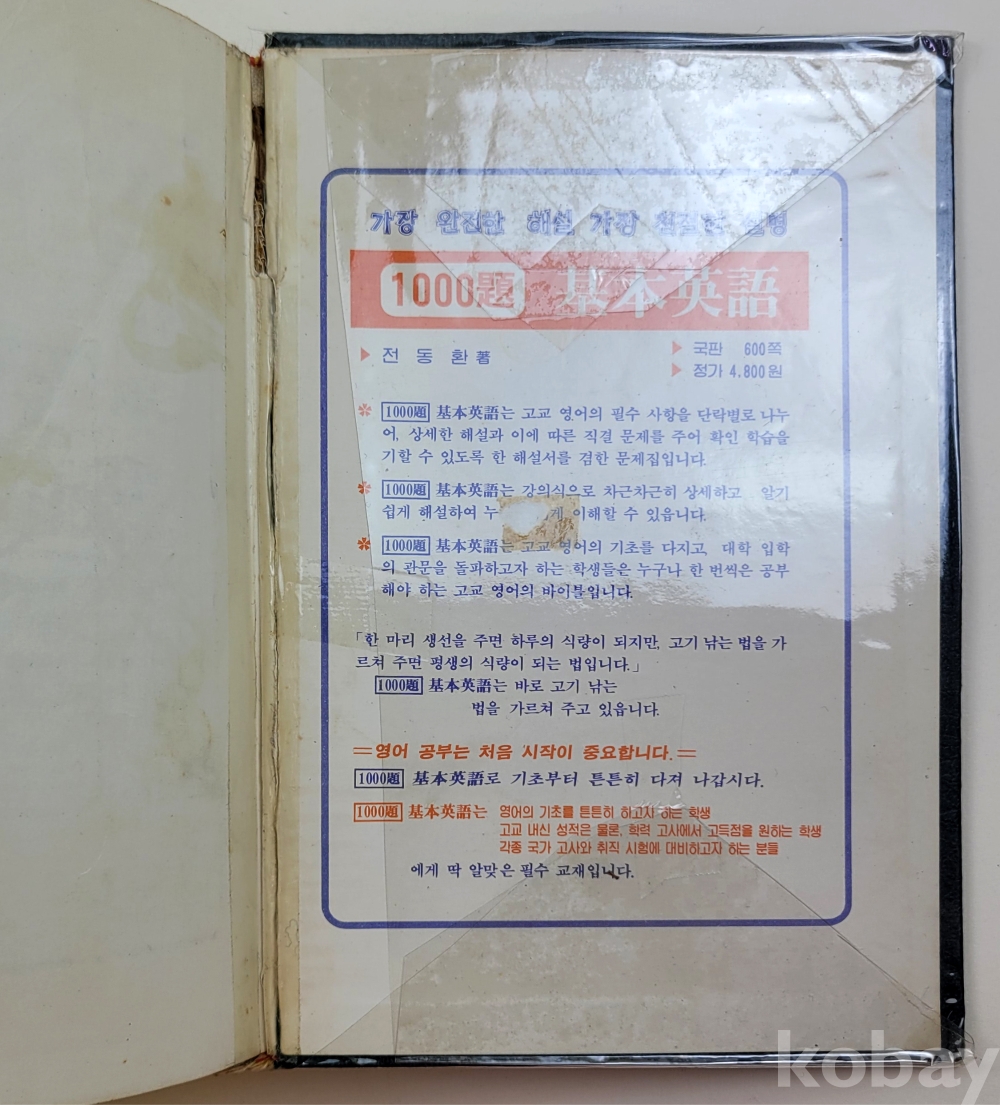 가장 완전한 해설 가장 친절한 설명
1000題 基本英語
전동환著
국판 600쪽
정가 4.800원
1000題 基本英語는 고교 영어의 필수 사항을 단락별로 나누
어, 상세한 해설과 이에 따른 직결 문제를 주어 확인 학습을
기할 수 있도록 한 해설서를 겸한 문제집입니다.
1000題 基本英語는 강의식으로 차근차근히 상세하고 알기
쉽게 해설하여 누 게 이해할 수 있읍니다.
1000題 基本英語는 고교 영어의 기초를 다지고, 대학 입학
의 관문을 돌파하고자 하는 학생들은 누구나 한 번씩은 공부
해야 하는 고교 영어의 바이틀입니다.
「한 마리 생선을 주면 하루의 식량이 되지만, 고기 낚는 법을 가
르쳐 주면 평생의 식량이 되는 법입니다.」
1000題 基本英語는 바로 고기 낚는
법을 가르쳐 주고 있읍니다.
=영어 공부는 처음 시작이 중요합니다.=
1000題 基本英語로 기초부터 튼튼히 다져 나갑시다.
1000題 基本英語는 영어의 기초를 튼튼히 하고자 하는 학생
고교 내신 성적은 물론, 학력 고사에서 고득점을 원하는 학생
각종 국가 고사와 취직 시험에 대비하고자 하는 분들
에게 딱 알맞은 필수 교재입니다.
kobay